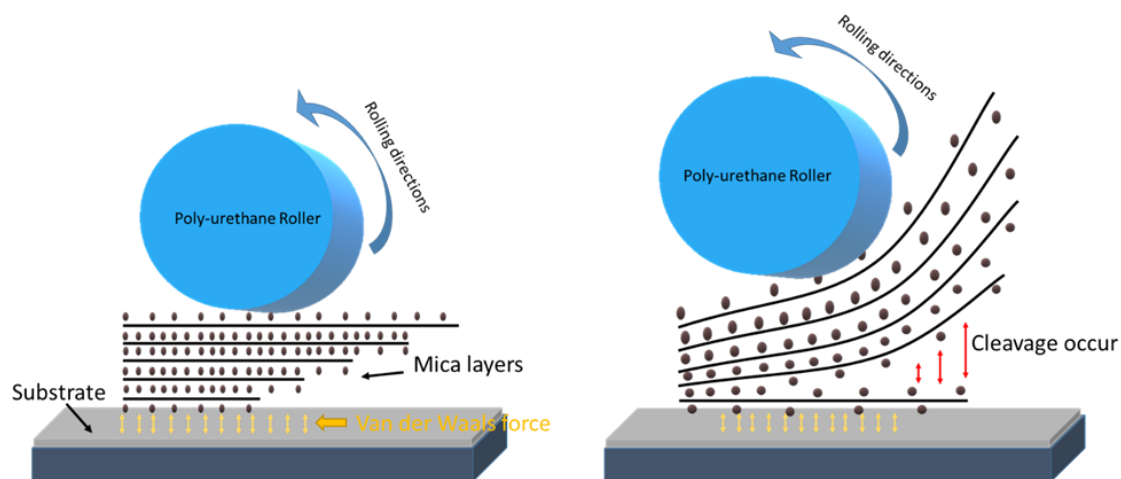 Rolling directions
Poly-urethane Roller
Mica layers
Substrate
Van der Waals force
Rolling directions
Poly-urethane Roller
Cleavage occur